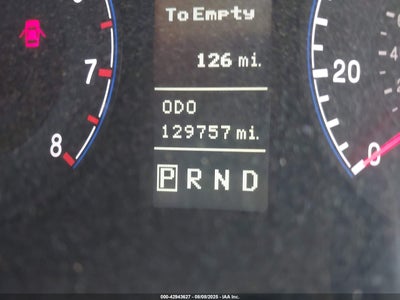 To Empty
126 mi.
ODO
129757 mi.
P R N D
7
8
20
0
000-42943627 - 08/09/2025 - IAA Inc.